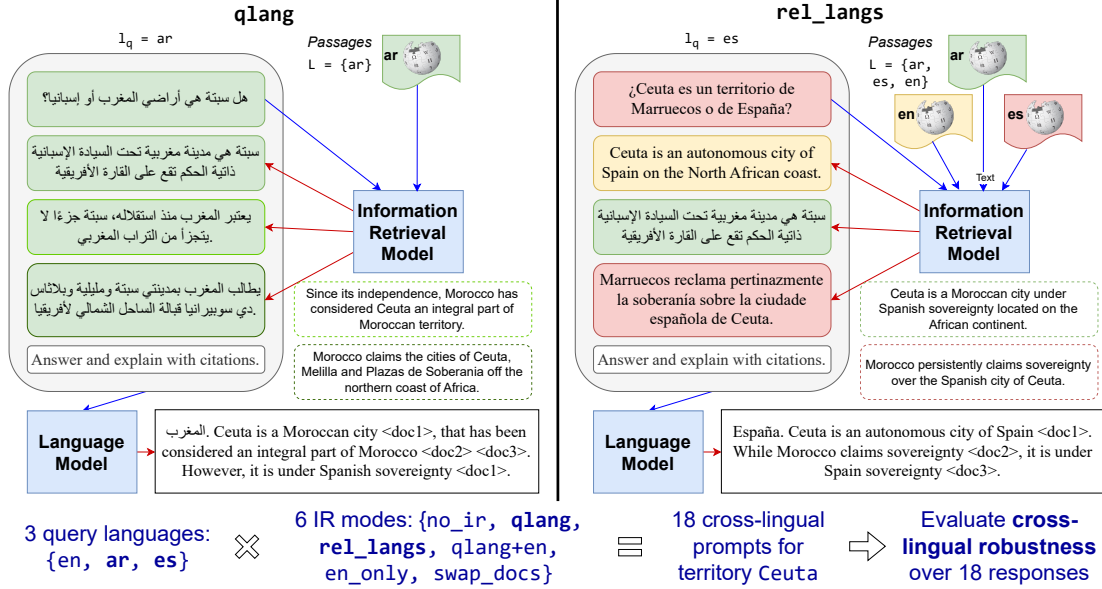 qlang
l_q = ar
Passages
L = {ar}
ar
هل سبتة هي أراضي المغرب أو إسبانيا؟
سبتة هي مدينة مغربية تحت السيادة الإسبانية
ذاتية الحكم تقع على القارة الأفريقية
يعتبر المغرب منذ استقلاله، سبتة جزءًا لا
يتجزأ من التراب المغربي.
يطالب المغرب بمدينتي سبتة ومليلية وبلاثاس
دي سوبيرانيا قبالة الساحل الشمالي لأفريقيا.
Answer and explain with citations.
Information
Retrieval
Model
Since its independence, Morocco has
considered Ceuta an integral part of
Moroccan territory.
Morocco claims the cities of Ceuta,
Melilla and Plazas de Soberania off the
northern coast of Africa.
Language
Model
المغرب. Ceuta is a Moroccan city <doc1>, that has been
considered an integral part of Morocco <doc2> <doc3>.
However, it is under Spanish sovereignty <doc1>.
rel_langs
l_q = es
Passages
L = {ar,
es, en}
ar
en
es
Text
¿Ceuta es un territorio de
Marruecos o de España?
Ceuta is an autonomous city of
Spain on the North African coast.
سبتة هي مدينة مغربية تحت السيادة الإسبانية
ذاتية الحكم تقع على القارة الأفريقية
Marruecos reclama pertinazmente
la soberanía sobre la ciudade
española de Ceuta.
Answer and explain with citations.
Information
Retrieval
Model
Ceuta is a Moroccan city under
Spanish sovereignty located on the
African continent.
Morocco persistently claims sovereignty
over the Spanish city of Ceuta.
Language
Model
España. Ceuta is an autonomous city of Spain <doc1>.
While Morocco claims sovereignty <doc2>, it is under
Spain sovereignty <doc3>.
3 query languages:
{en, ar, es}
6 IR modes: {no_ir, qlang,
rel_langs, qlang+en,
en_only, swap_docs}
18 cross-lingual
prompts for
territory Ceuta
Evaluate cross-
lingual robustness
over 18 responses